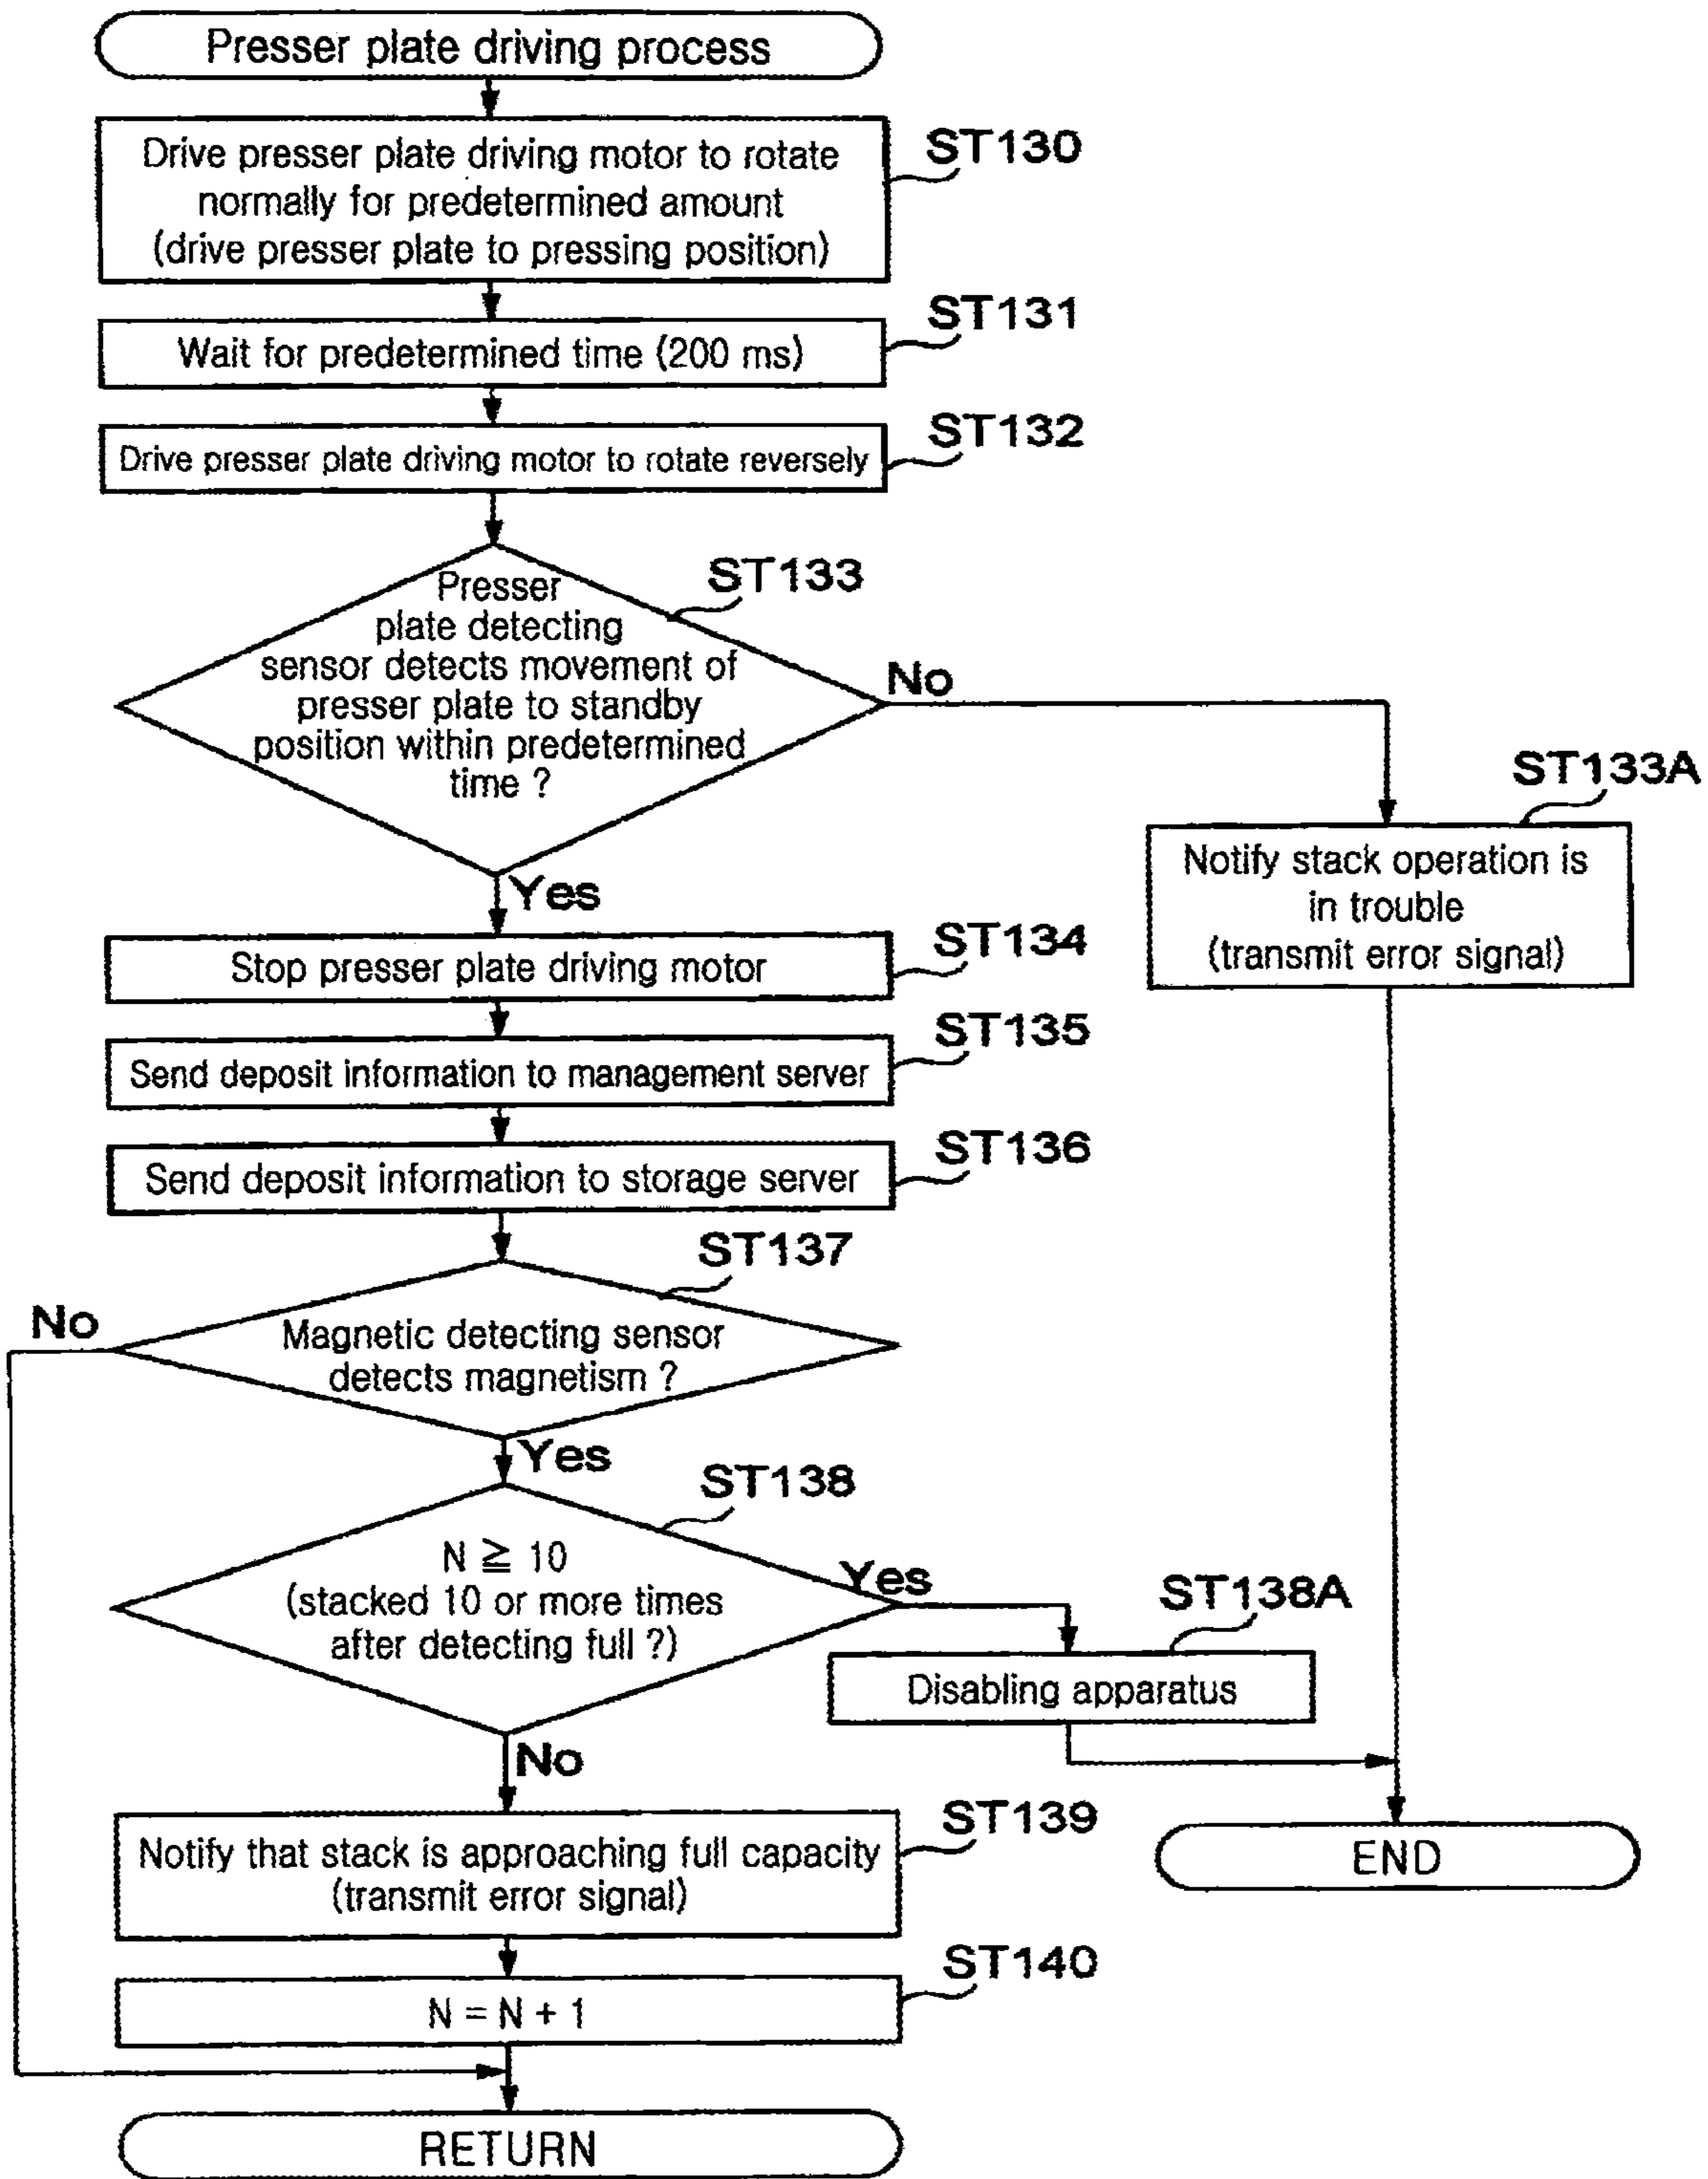 Presser plate driving process
Drive presser plate driving motor to rotate
normally for predetermined amount
(drive presser plate to pressing position)
ST130
Wait for predetermined time (200 ms)
ST131
Drive presser plate driving motor to rotate reversely
ST132
Presser
plate detecting
sensor detects movement of
presser plate to standby
position within predetermined
time ?
ST133
No
ST133A
Notify stack operation is
in trouble
(transmit error signal)
Yes
Stop presser plate driving motor
ST134
Send deposit information to management server
ST135
Send deposit information to storage server
ST136
ST137
No
Magnetic detecting sensor
detects magnetism ?
Yes
ST138
N ≧ 10
(stacked 10 or more times
after detecting full ?)
Yes
ST138A
Disabling apparatus
No
Notify that stack is approaching full capacity
(transmit error signal)
ST139
END
N = N + 1
ST140
RETURN